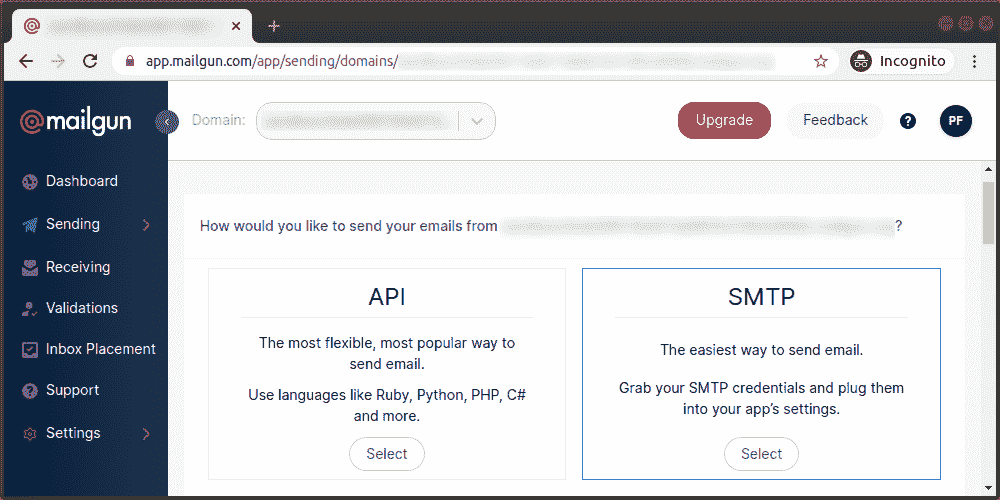 app.mailgun.com/app/sending/domains/
Incognito
mailgun
Domain:
Upgrade
Feedback
?
PF
Dashboard
Sending
Receiving
Validations
Inbox Placement
Support
Settings
How would you like to send your emails from ?
API
The most flexible, most popular way to
send email.
Use languages like Ruby, Python, PHP, C#
and more.
Select
SMTP
The easiest way to send email.
Grab your SMTP credentials and plug them
into your app's settings.
Select